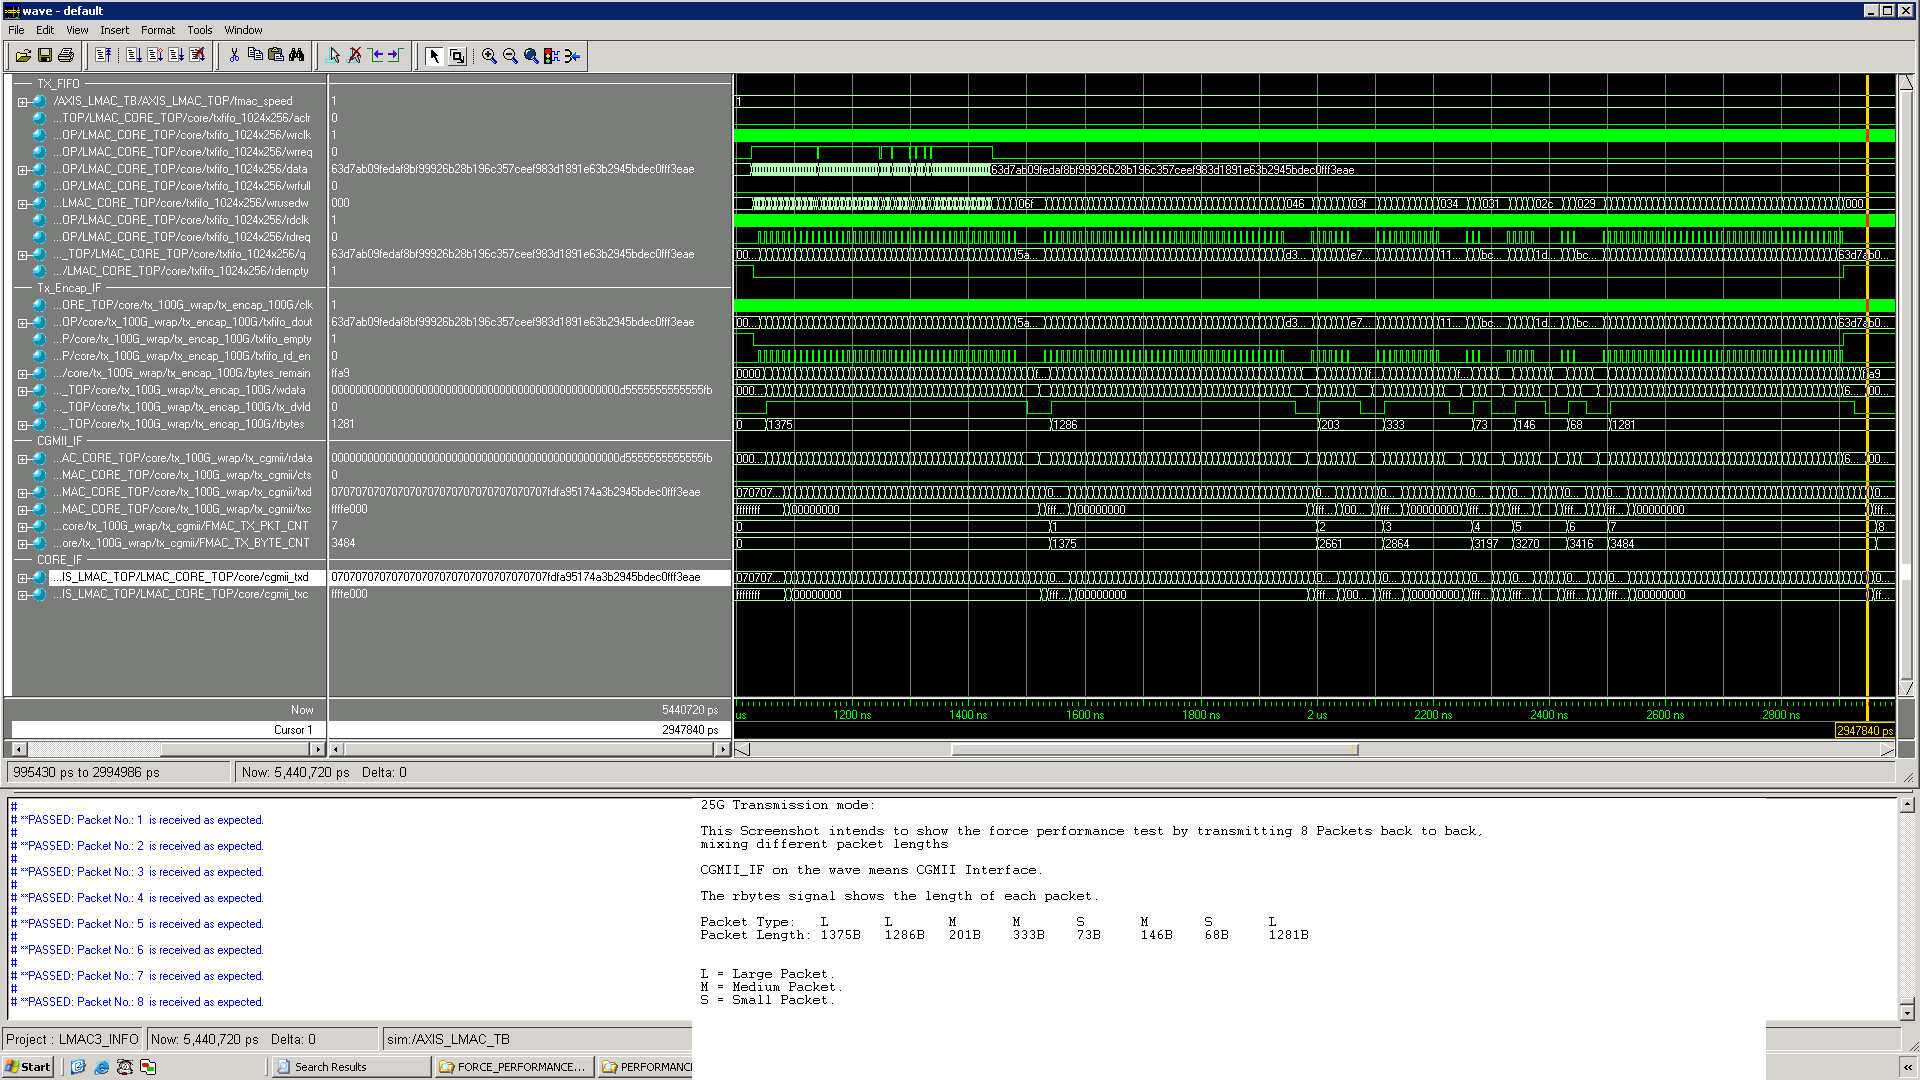 wave - default
File Edit View Insert Format Tools Window
TX_FIFO
/AXIS_LMAC_TB/AXIS_LMAC_TOP/fmac_speed 1 1
...TOP/LMAC_CORE_TOP/core/txfifo_1024x256/aclr 0
...OP/LMAC_CORE_TOP/core/txfifo_1024x256/wrclk 1
...OP/LMAC_CORE_TOP/core/txfifo_1024x256/wrreq 0
...OP/LMAC_CORE_TOP/core/txfifo_1024x256/data 63d7ab09fedaf8bf99926b28b196c357ceef983d1891e63b2945bdec0fff3eae 63d7ab09fedaf8bf99926b28b196c357ceef983d1891e63b2945bdec0fff3eae
...OP/LMAC_CORE_TOP/core/txfifo_1024x256/wrfull 0
...LMAC_CORE_TOP/core/txfifo_1024x256/wrusedw 000 06f 046 03f 034 031 02c 029 000
...OP/LMAC_CORE_TOP/core/txfifo_1024x256/rdclk 1
...OP/LMAC_CORE_TOP/core/txfifo_1024x256/rdreq 0
..._TOP/LMAC_CORE_TOP/core/txfifo_1024x256/q 63d7ab09fedaf8bf99926b28b196c357ceef983d1891e63b2945bdec0fff3eae 00... 5a... d3... e7... 11... bc... 1d... bc... 63d7ab0...
.../LMAC_CORE_TOP/core/txfifo_1024x256/rdempty 1
Tx_Encap_IF
...ORE_TOP/core/tx_100G_wrap/tx_encap_100G/clk 1
...OP/core/tx_100G_wrap/tx_encap_100G/txfifo_dout 63d7ab09fedaf8bf99926b28b196c357ceef983d1891e63b2945bdec0fff3eae 00... 5a... d3... e7... 11... bc... 1d... bc... 63d7ab0...
...P/core/tx_100G_wrap/tx_encap_100G/txfifo_empty 1
...P/core/tx_100G_wrap/tx_encap_100G/txfifo_rd_en 0
.../core/tx_100G_wrap/tx_encap_100G/bytes_remain ffa9 0000 f... f... f... ffa9
..._TOP/core/tx_100G_wrap/tx_encap_100G/wdata 000000000000000000000000000000000000000000000000d55555555555555fb 000... 6... 00...
..._TOP/core/tx_100G_wrap/tx_encap_100G/tx_dvld 0
..._TOP/core/tx_100G_wrap/tx_encap_100G/rbytes 1281 0 1375 1286 203 333 73 146 68 1281
CGMII_IF
...AC_CORE_TOP/core/tx_100G_wrap/tx_cgmii/rdata 000000000000000000000000000000000000000000000000d55555555555555fb 000... 6... 00...
...MAC_CORE_TOP/core/tx_100G_wrap/tx_cgmii/cts 0
...MAC_CORE_TOP/core/tx_100G_wrap/tx_cgmii/txd 07070707070707070707070707070707070707fdfa95174a3b2945bdec0fff3eae 070707... 0... 0... 0... 0... 0... 0... 0... 0...
...MAC_CORE_TOP/core/tx_100G_wrap/tx_cgmii/txc ffffe000 ffffffff 00000000 fff... 00000000 fff... 00... fff... 00000000 fff... fff... fff... fff... 00000000 fff...
...core/tx_100G_wrap/tx_cgmii/FMAC_TX_PKT_CNT 7 0 1 2 3 4 5 6 7 8
...ore/tx_100G_wrap/tx_cgmii/FMAC_TX_BYTE_CNT 3484 0 1375 2661 2864 3197 3270 3416 3484
CORE_IF
...IS_LMAC_TOP/LMAC_CORE_TOP/core/cgmii_txd 07070707070707070707070707070707070707fdfa95174a3b2945bdec0fff3eae 070707... 0... 0... 0... 0... 0... 0... 0... 0...
...IS_LMAC_TOP/LMAC_CORE_TOP/core/cgmii_txc ffffe000 ffffffff 00000000 fff... 00000000 fff... 00... fff... 00000000 fff... fff... fff... fff... 00000000 ff...
Now 5440720 ps us 1200 ns 1400 ns 1600 ns 1800 ns 2 us 2200 ns 2400 ns 2600 ns 2800 ns
Cursor 1 2947840 ps 2947840 ps
995430 ps to 2994986 ps Now: 5,440,720 ps Delta: 0
#
# **PASSED: Packet No.: 1 is received as expected.
#
# **PASSED: Packet No.: 2 is received as expected.
#
# **PASSED: Packet No.: 3 is received as expected.
#
# **PASSED: Packet No.: 4 is received as expected.
#
# **PASSED: Packet No.: 5 is received as expected.
#
# **PASSED: Packet No.: 6 is received as expected.
#
# **PASSED: Packet No.: 7 is received as expected.
#
# **PASSED: Packet No.: 8 is received as expected.
25G Transmission mode:
This Screenshot intends to show the force performance test by transmitting 8 Packets back to back,
mixing different packet lengths
CGMII_IF on the wave means CGMII Interface.
The rbytes signal shows the length of each packet.
Packet Type: L L M M S M S L
Packet Length: 1375B 1286B 201B 333B 73B 146B 68B 1281B
L = Large Packet.
M = Medium Packet.
S = Small Packet.
Project : LMAC3_INFO Now: 5,440,720 ps Delta: 0 sim:/AXIS_LMAC_TB
Start Search Results FORCE_PERFORMANCE... PERFORMANC